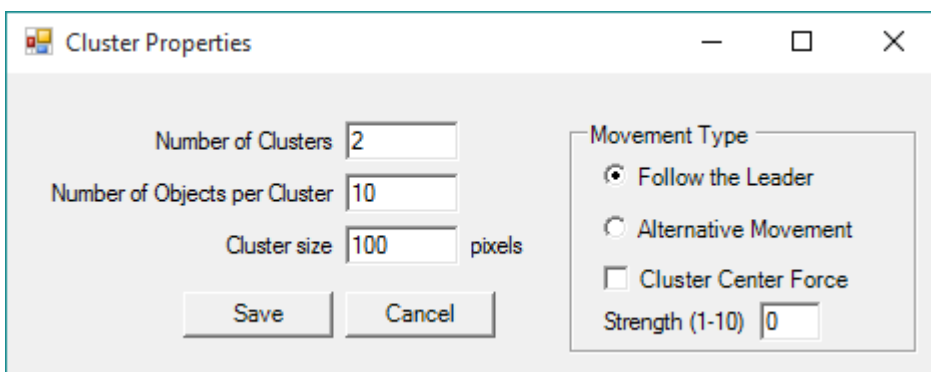 Cluster Properties
Number of Clusters 2
Number of Objects per Cluster 10
Cluster size 100 pixels
Save Cancel
Movement Type
Follow the Leader
Alternative Movement
Cluster Center Force
Strength (1-10) 0